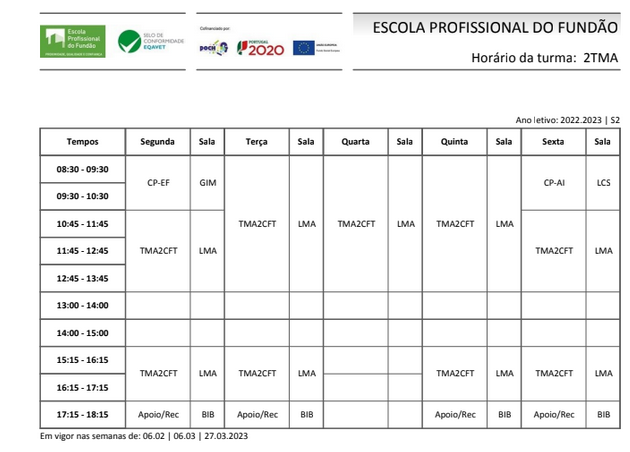 Escola
Profissional
do Fundão
SELO DE
CONFORMIDADE
EQAVET
Cofinanciado por:
poch
PORTUGAL
2020
UNIÃO EUROPEIA
Fundo Social Europeu
ESCOLA PROFISSIONAL DO FUNDÃO
Horário da turma: 2TMA
Ano letivo: 2022.2023 | S2
Tempos Segunda Sala Terça Sala Quarta Sala Quinta Sala Sexta Sala
08:30 - 09:30
CP-EF GIM CP-AI LCS
09:30 - 10:30
10:45 - 11:45 TMA2CFT LMA TMA2CFT LMA TMA2CFT LMA
11:45 - 12:45 TMA2CFT LMA TMA2CFT LMA
12:45 - 13:45
13:00 - 14:00
14:00 - 15:00
15:15 - 16:15
TMA2CFT LMA TMA2CFT LMA TMA2CFT LMA TMA2CFT LMA
16:15 - 17:15
17:15 - 18:15 Apoio/Rec BIB Apoio/Rec BIB Apoio/Rec BIB Apoio/Rec BIB
Em vigor nas semanas de: 06.02 | 06.03 | 27.03.2023